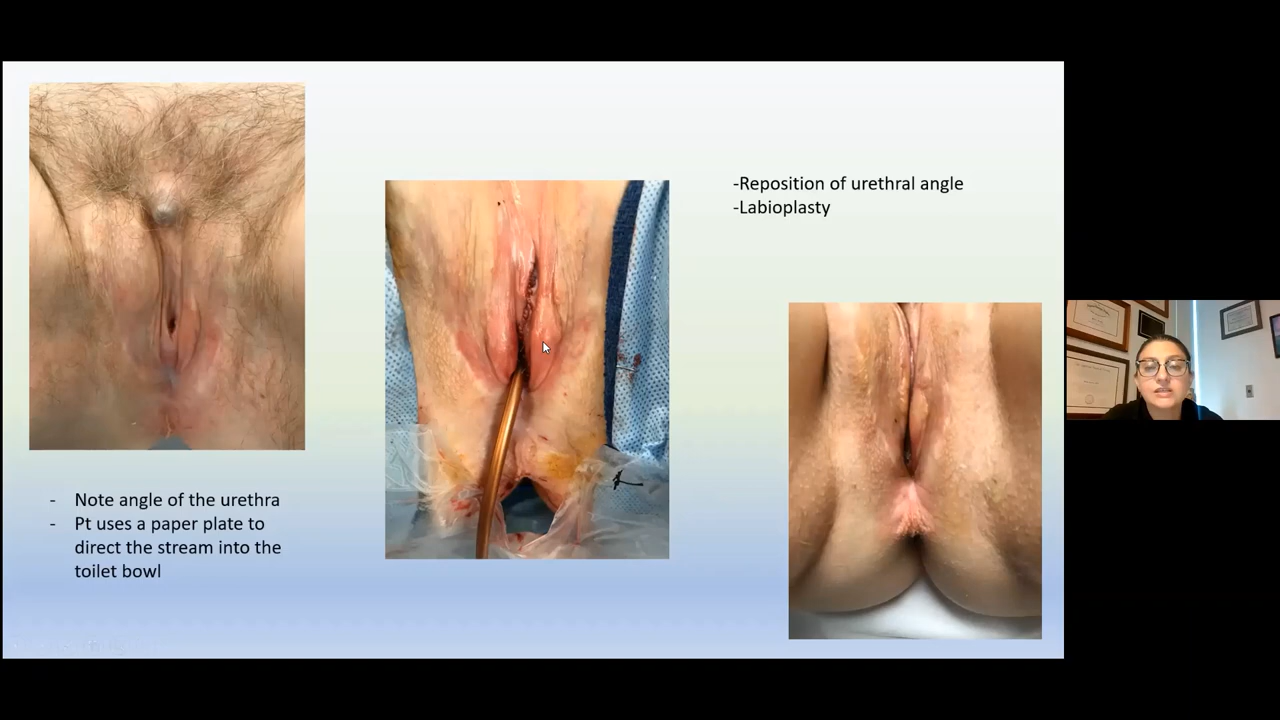 -Reposition of urethral angle
-Labioplasty
- Note angle of the urethra
- Pt uses a paper plate to
direct the stream into the
toilet bowl